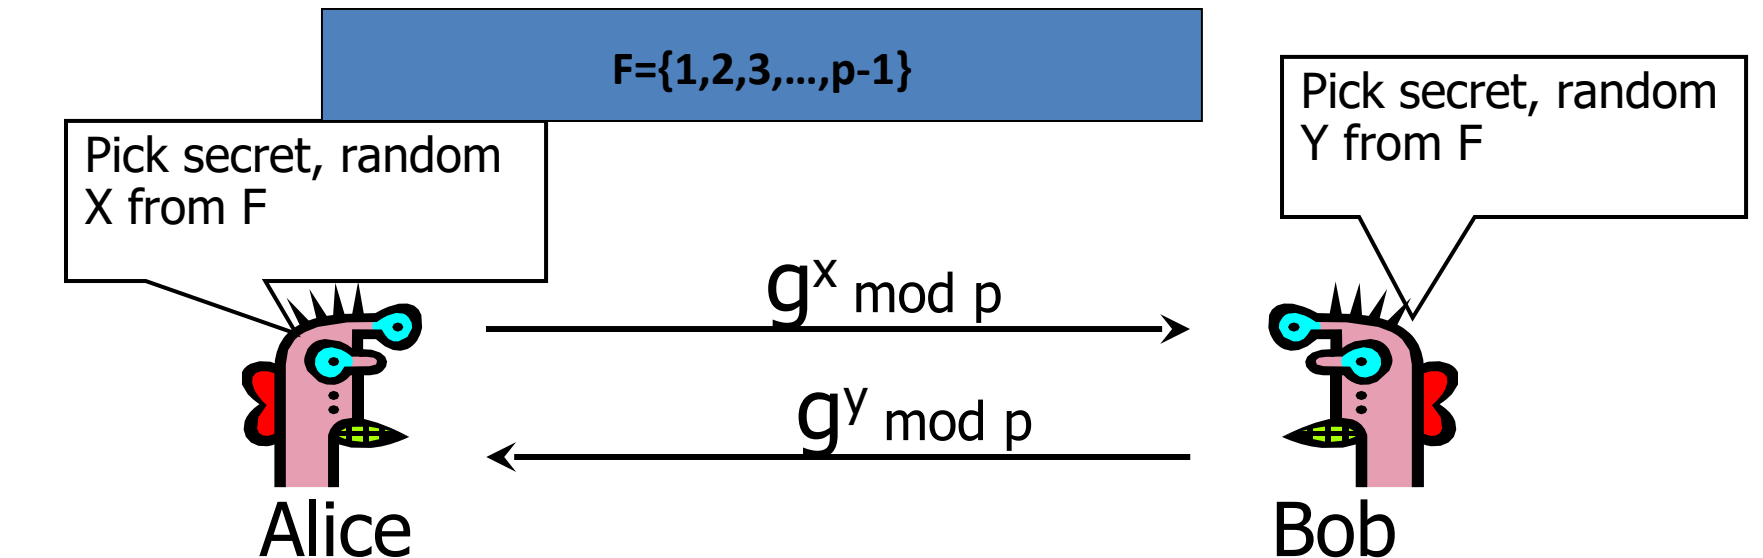 F={1,2,3,…,p-1}
Pick secret, random
X from F
Pick secret, random
Y from F
gˣ mod p
gʸ mod p
Alice
Bob